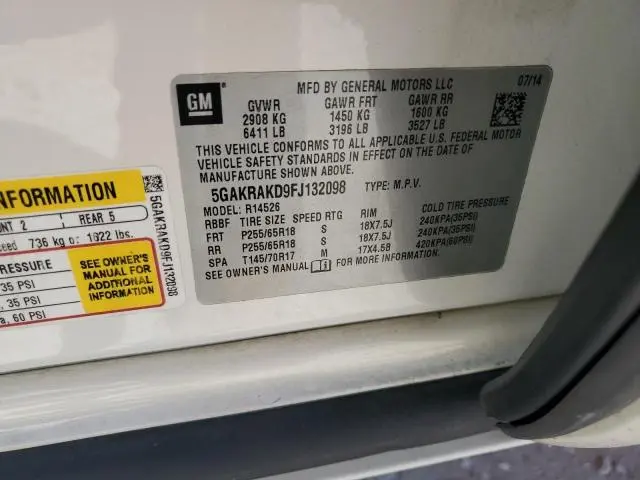 MFD BY GENERAL MOTORS LLC 07/14
GM
GVWR GAWR FRT GAWR RR
2908 KG 1450 KG 1600 KG
6411 LB 3196 LB 3527 LB
THIS VEHICLE CONFORMS TO ALL APPLICABLE U.S. FEDERAL MOTOR
VEHICLE SAFETY STANDARDS IN EFFECT ON THE DATE OF
MANUFACTURE SHOWN ABOVE.
5GAKRAKD9FJ132098 TYPE: M.P.V.
MODEL: R14526
RBBF TIRE SIZE SPEED RTG RIM COLD TIRE PRESSURE
FRT P255/65R18 S 18X7.5J 240KPA(35PSI)
RR P255/65R18 S 18X7.5J 240KPA(35PSI)
SPA T145/70R17 M 17X4.5B 420KPA(60PSI)
SEE OWNER'S MANUAL FOR MORE INFORMATION.
INFORMATION
NT 2 REAR 5
eed 736 kg o 1622 lbs.
PRESSURE
35 PSI
, 35 PSI
a, 60 PSI
SEE OWNER'S
MANUAL FOR
ADDITIONAL
INFORMATION
5GAKRAKD9FJ132098